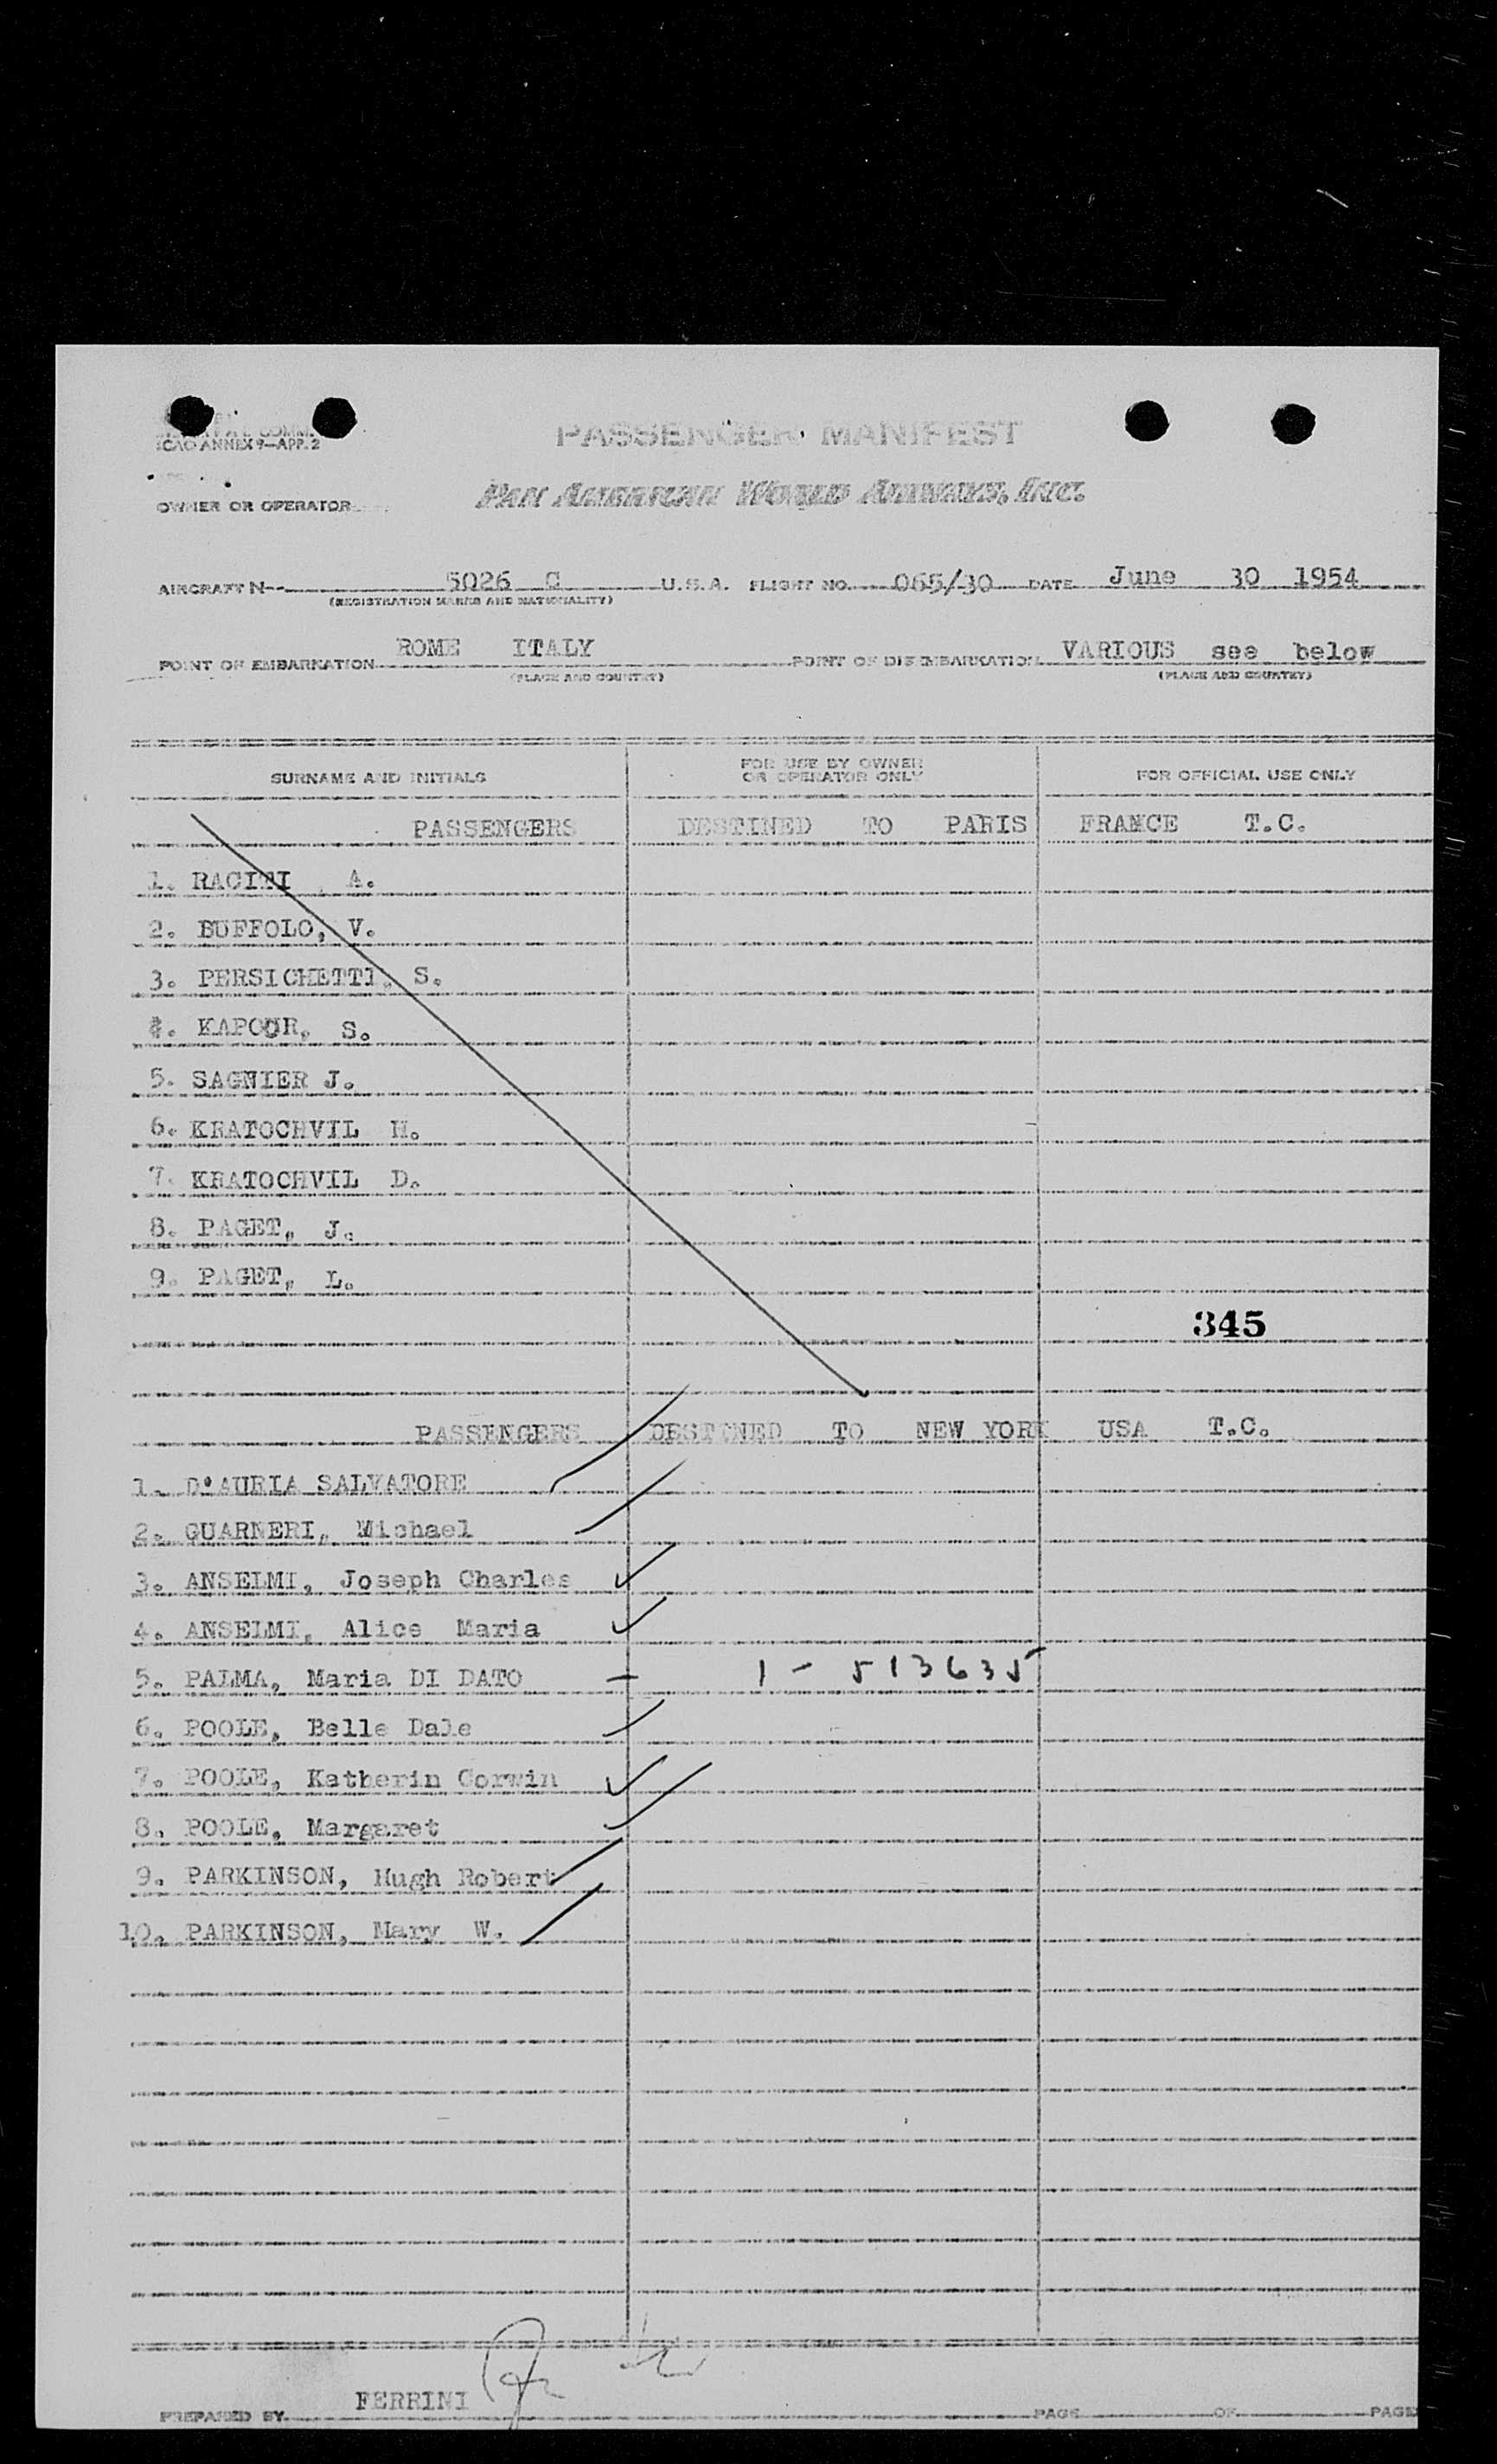 ICAO ANNEX 9—APP. 2
PASSENGER MANIFEST
OWNER OR OPERATOR
PAN AMERICAN WORLD AIRWAYS, INC.
AIRCRAFT N-- 5026 C U.S.A. FLIGHT NO. 065/30 DATE June 30 1954
(REGISTRATION MARKS AND NATIONALITY)
POINT OF EMBARKATION ROME ITALY POINT OF DISEMBARKATION VARIOUS see below
(PLACE AND COUNTRY) (PLACE AND COUNTRY)
SURNAME AND INITIALS FOR USE BY OWNER OR OPERATOR ONLY FOR OFFICIAL USE ONLY
PASSENGERS DESTINED TO PARIS FRANCE T.C.
1. RACITI , A.
2. BUFFOLO, V.
3. PERSICHETTI, S.
4. KAPOUR, S.
5. SAGNIER J.
6. KRATOCHVIL H.
7. KRATOCHVIL D.
8. PAGET, J.
9. PAGET, L.
345
PASSENGERS DESTINED TO NEW YORK USA T.C.
1. D'AURIA SALVATORE
2. GUARNERI, Michael
3. ANSELMI, Joseph Charles
4. ANSELMI, Alice Maria
5. PALMA, Maria DI DATO — 1 - 513635
6. POOLE, Belle Dale
7. POOLE, Katherin Corwin
8. POOLE, Margaret
9. PARKINSON, Hugh Robert
10. PARKINSON, Mary W.
PREPARED BY FERRINI PAGE OF PAGES